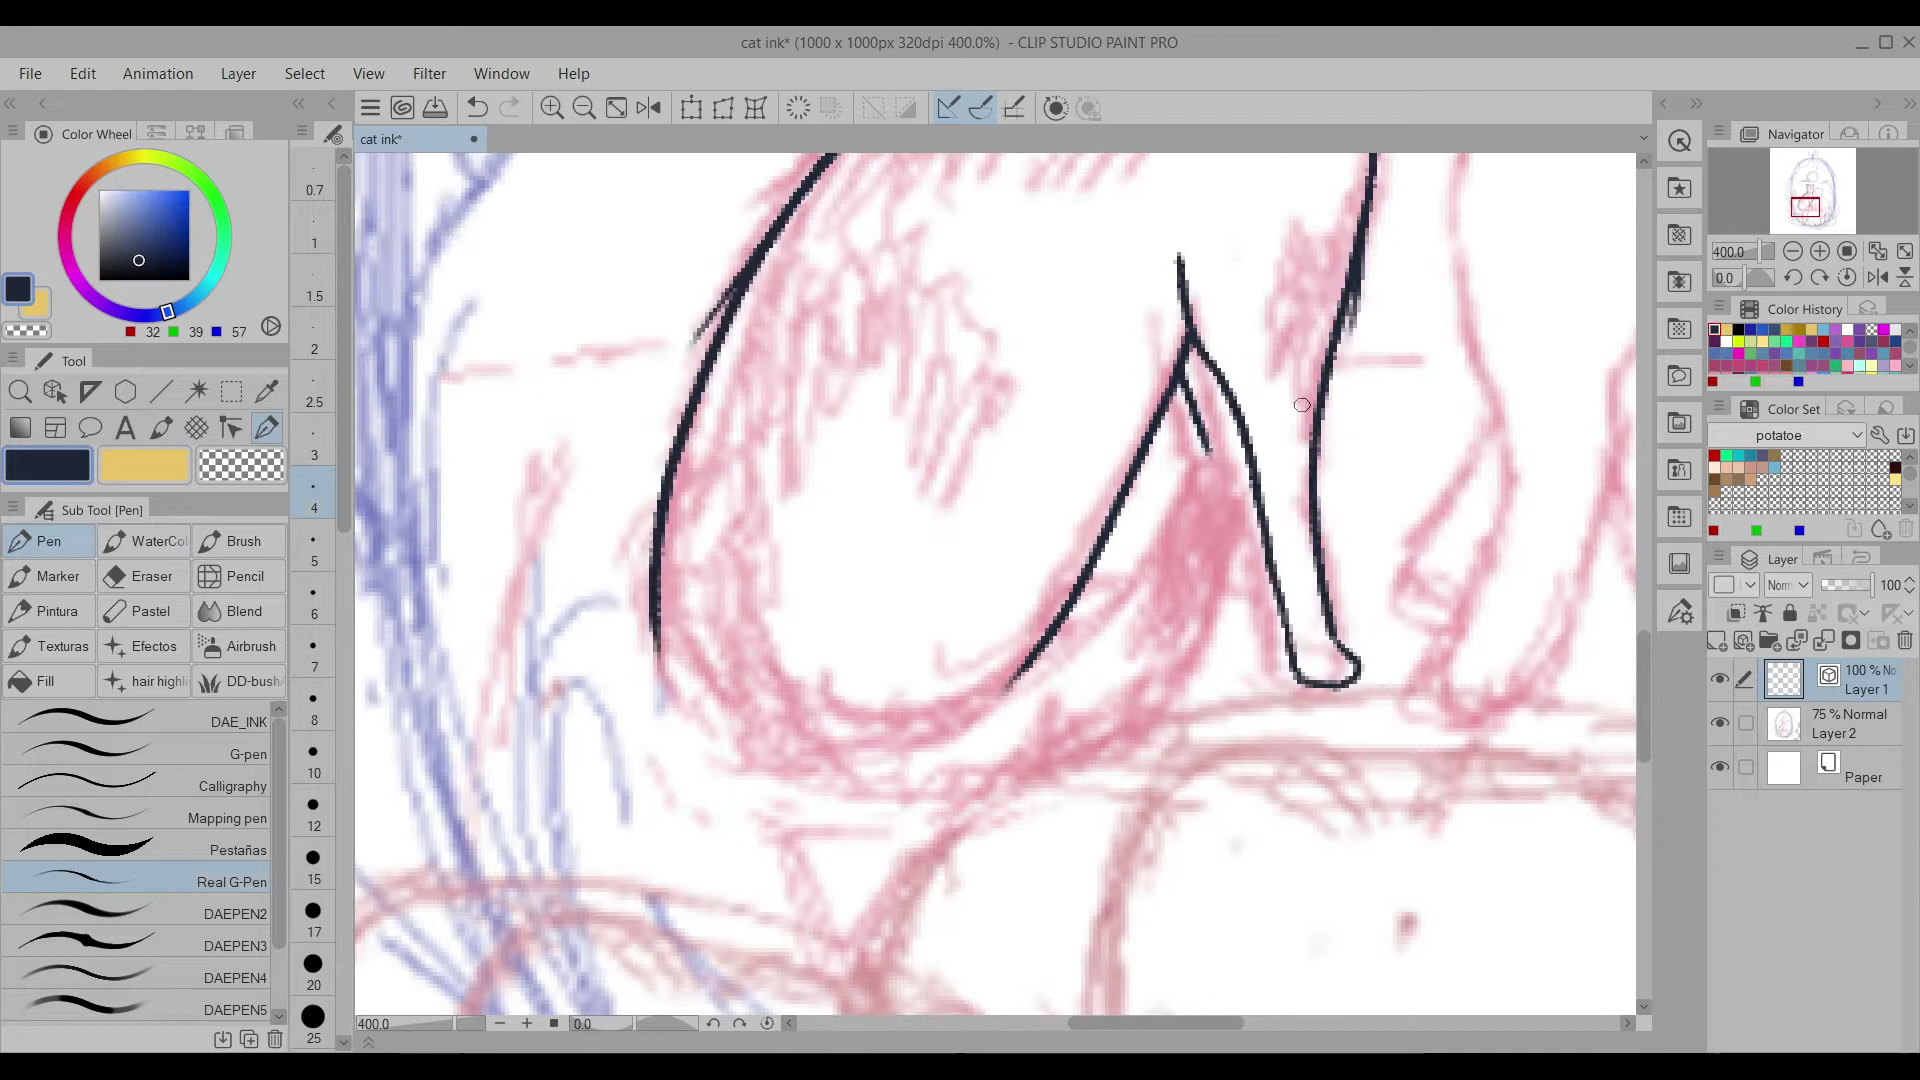 cat ink* (1000 x 1000px 320dpi 400.0%) - CLIP STUDIO PAINT PRO
File Edit Animation Layer Select View Filter Window Help
Color Wheel
cat ink*
Navigator
32 39 57
400.0
0.0
Color History
Tool
Color Set
potatoe
Sub Tool [Pen]
Pen WaterCol Brush
Marker Eraser Pencil
Pintura Pastel Blend
Texturas Efectos Airbrush
Fill hair highli DD-bush
DAE_INK
G-pen
Calligraphy
Mapping pen
Pestañas
Real G-Pen
DAEPEN2
DAEPEN3
DAEPEN4
DAEPEN5
0.7
1
1.5
2
2.5
3
4
5
6
7
8
10
12
15
17
20
25
Layer
Norm 100
100 % No
Layer 1
75 % Normal
Layer 2
Paper
400.0 0.0